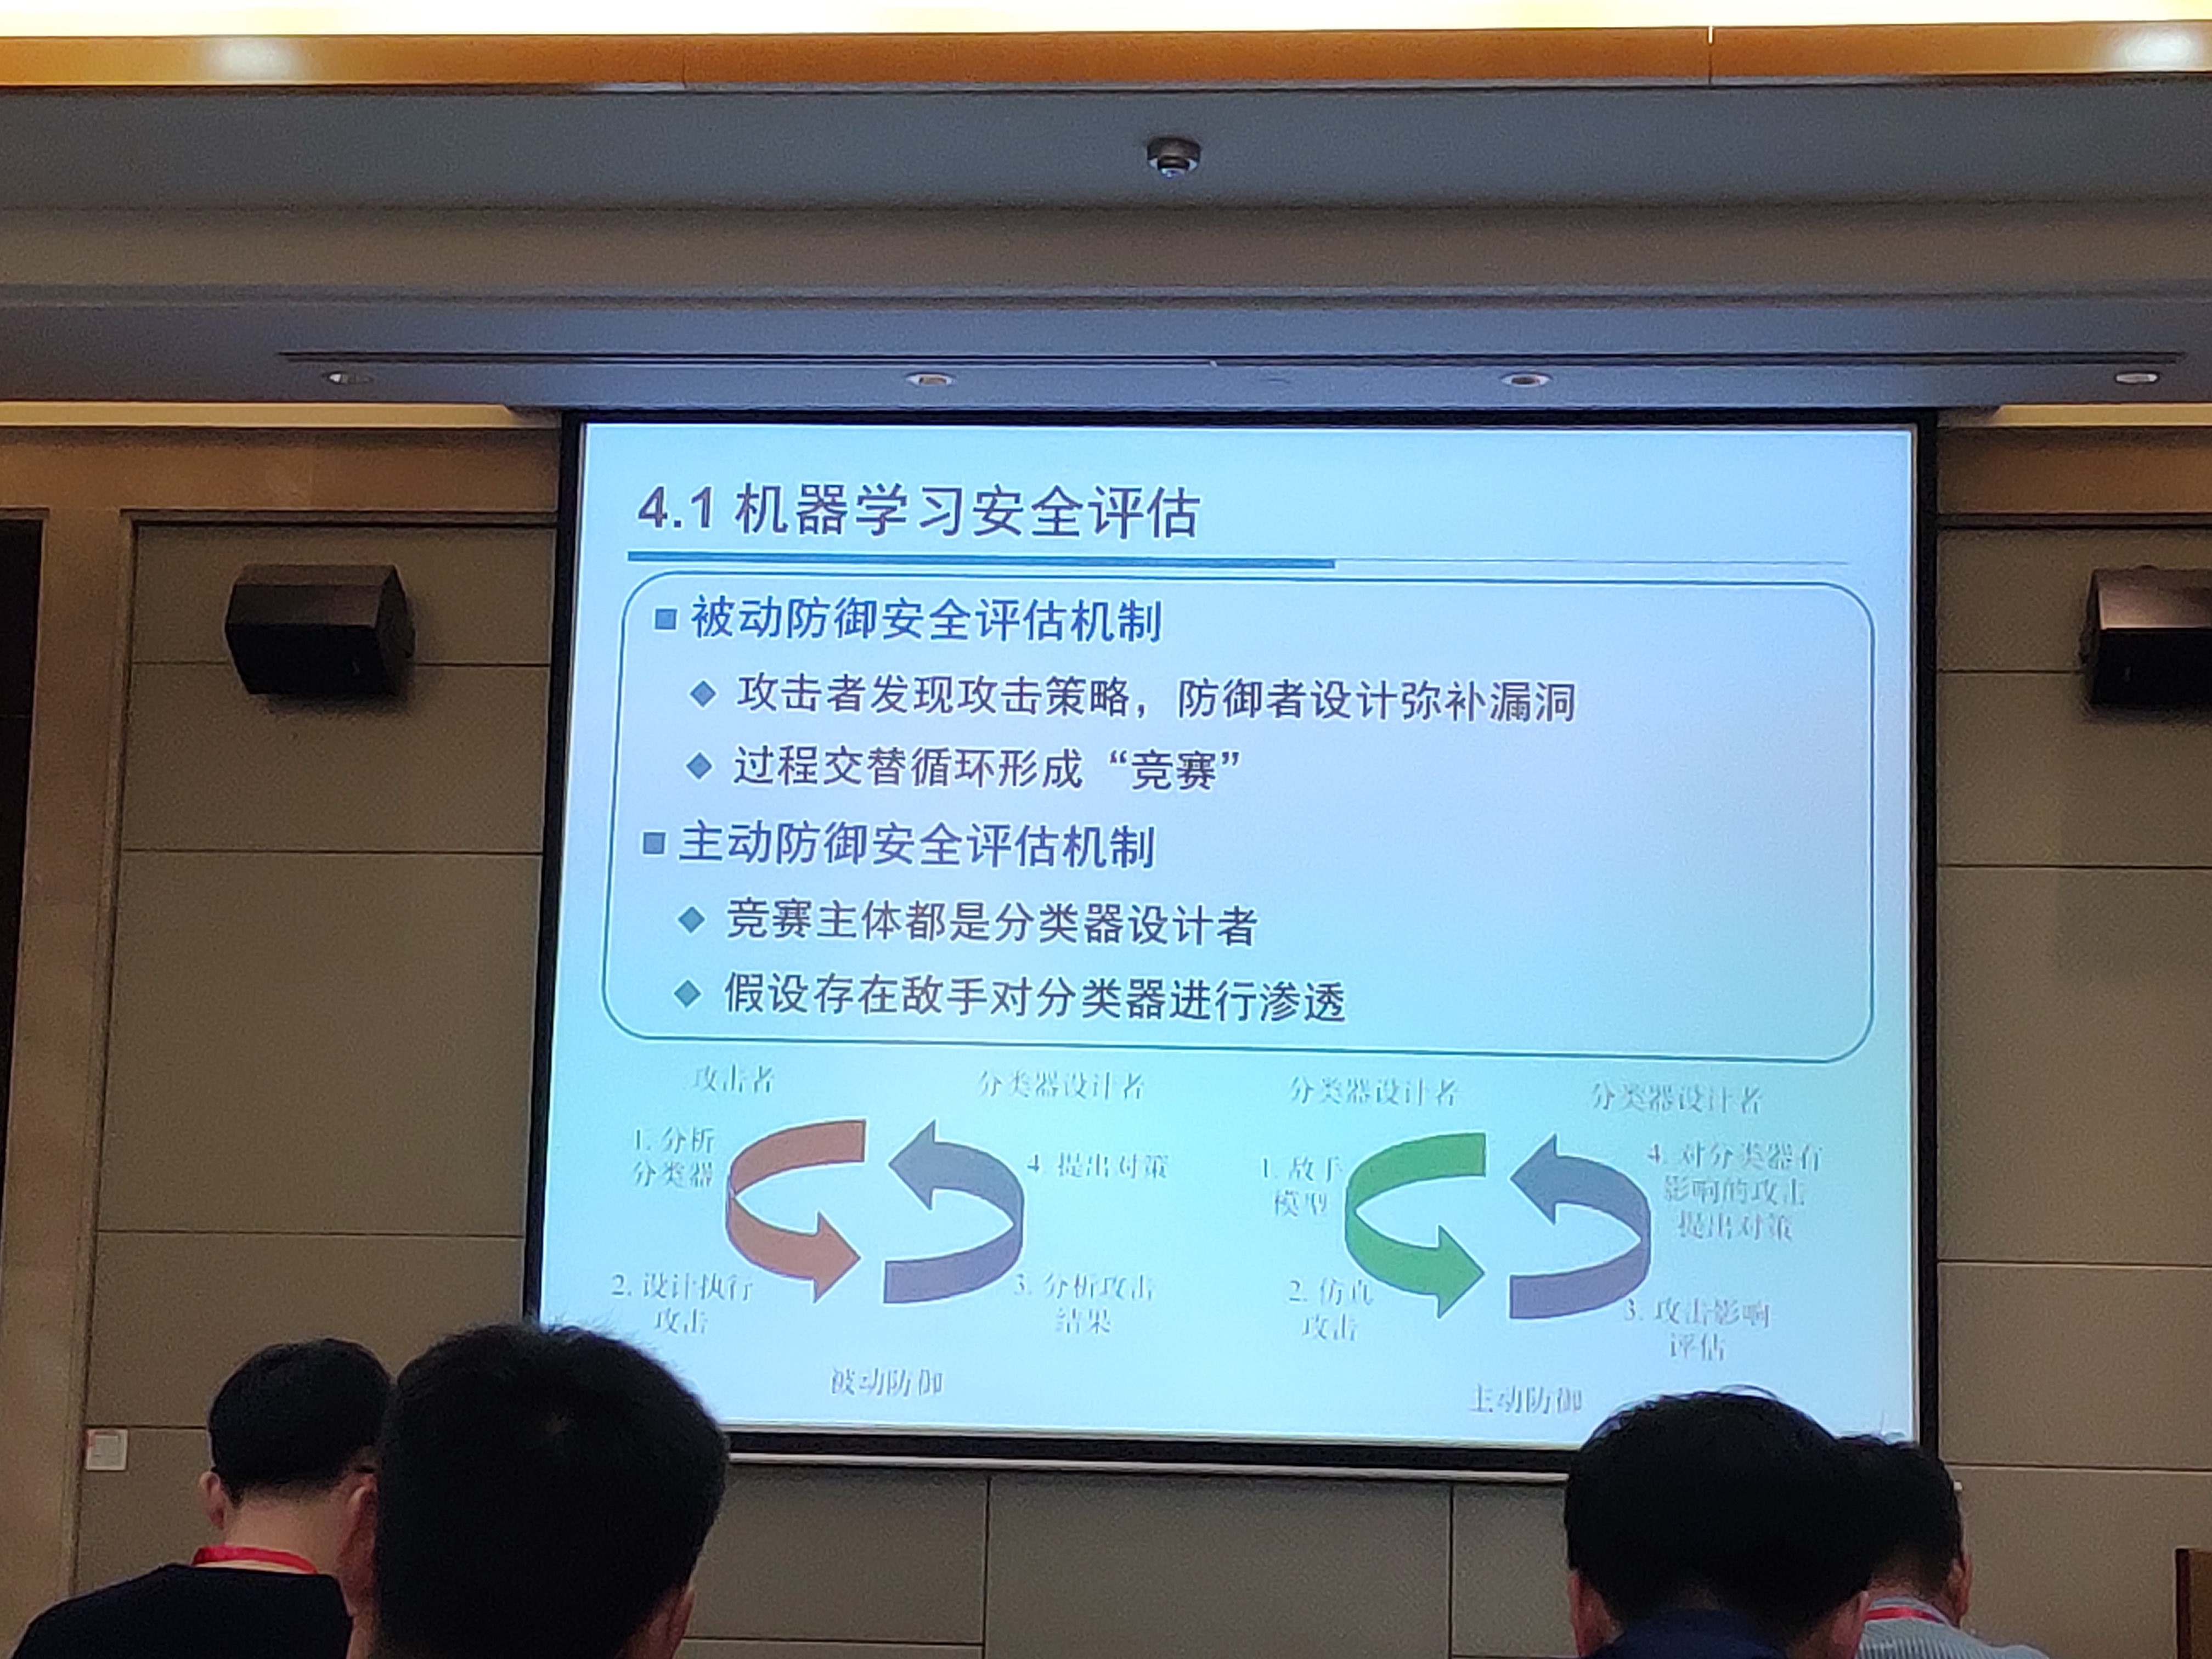 4.1 机器学习安全评估
被动防御安全评估机制
攻击者发现攻击策略，防御者设计弥补漏洞
过程交替循环形成“竞赛”
主动防御安全评估机制
竞赛主体都是分类器设计者
假设存在敌手对分类器进行渗透
攻击者
分类器设计者
1. 分析
分类器
4. 提出对策
2. 设计执行
攻击
3. 分析攻击
结果
被动防御
分类器设计者
分类器设计者
1. 敌手
模型
4. 对分类器有
影响的攻击
提出对策
2. 仿真
攻击
3. 攻击影响
评估
主动防御